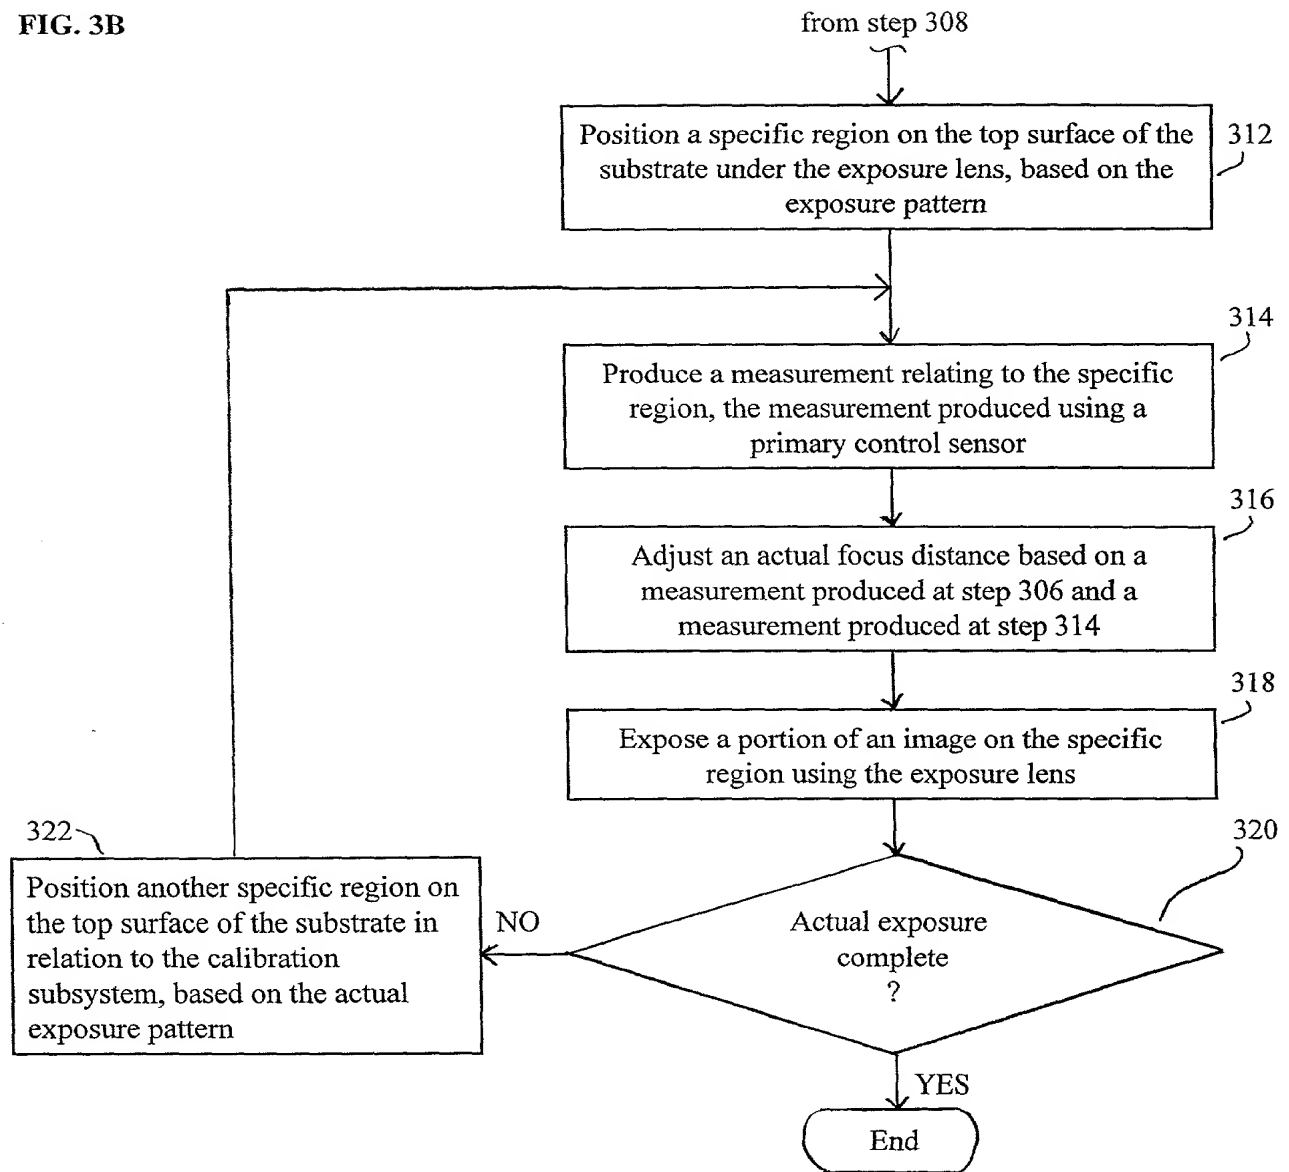 FIG. 3B
from step 308
Position a specific region on the top surface of the
substrate under the exposure lens, based on the
exposure pattern
312
314
Produce a measurement relating to the specific
region, the measurement produced using a
primary control sensor
316
Adjust an actual focus distance based on a
measurement produced at step 306 and a
measurement produced at step 314
318
Expose a portion of an image on the specific
region using the exposure lens
320
Actual exposure
complete
?
NO
322
Position another specific region on
the top surface of the substrate in
relation to the calibration
subsystem, based on the actual
exposure pattern
YES
End